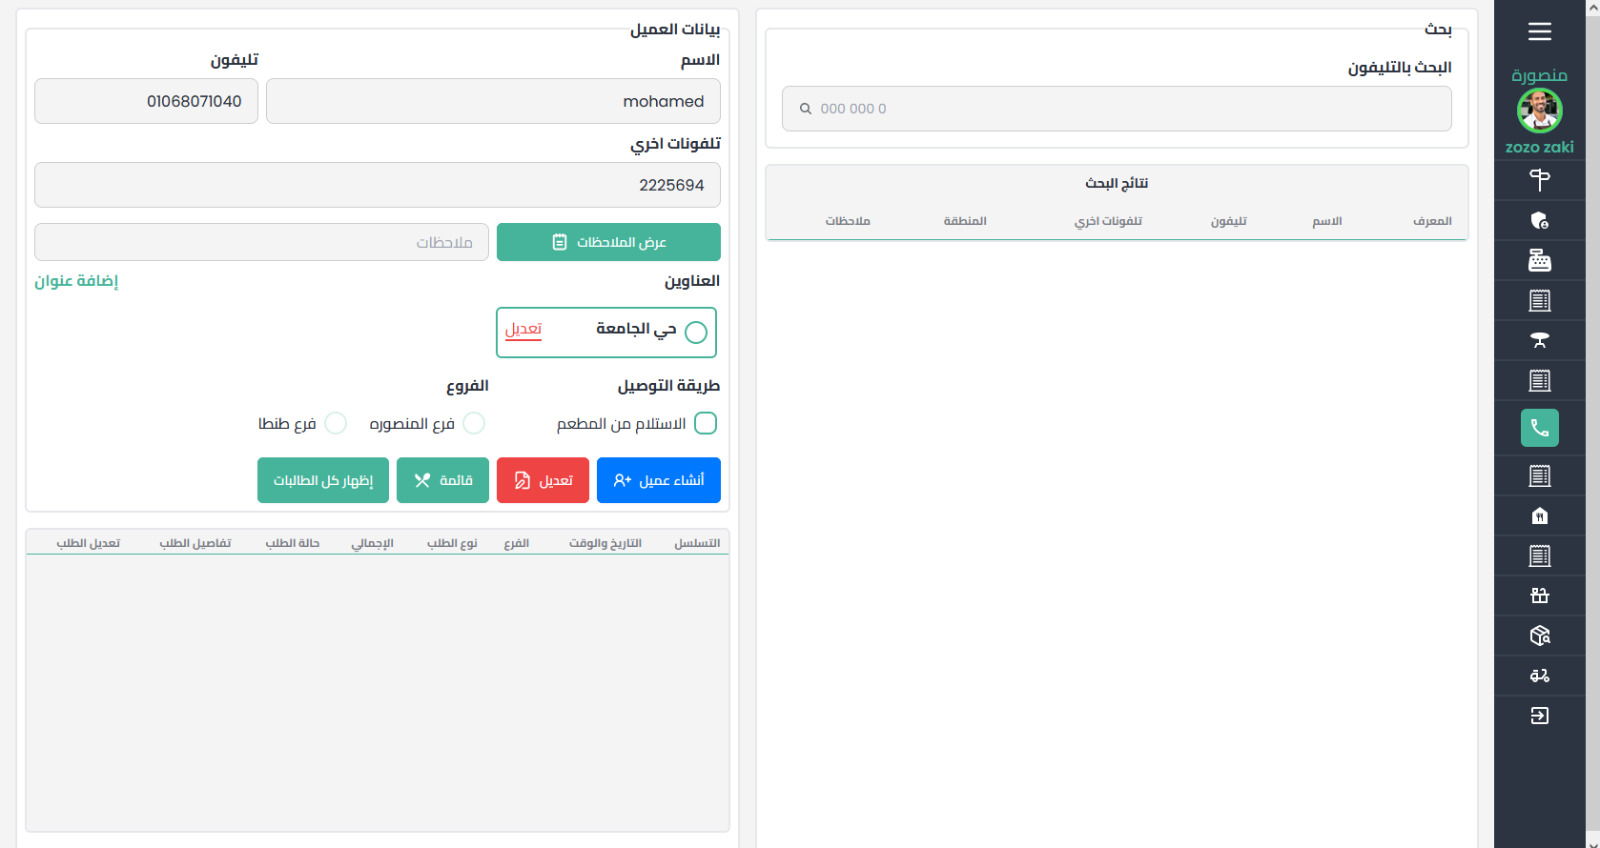 منصورة
zozo zaki
بحث
البحث بالتليفون
000 000 0
نتائج البحث
المعرف الاسم تليفون تلفونات اخري المنطقة ملاحظات
بيانات العميل
الاسم تليفون
mohamed 01068071040
تلفونات اخري
2225694
عرض الملاحظات ملاحظات
العناوين إضافة عنوان
حي الجامعة تعديل
طريقة التوصيل الفروع
الاستلام من المطعم فرع المنصوره فرع طنطا
أنشاء عميل تعديل قائمة إظهار كل الطالبات
التسلسل التاريخ والوقت الفرع نوع الطلب الإجمالي حالة الطلب تفاصيل الطلب تعديل الطلب